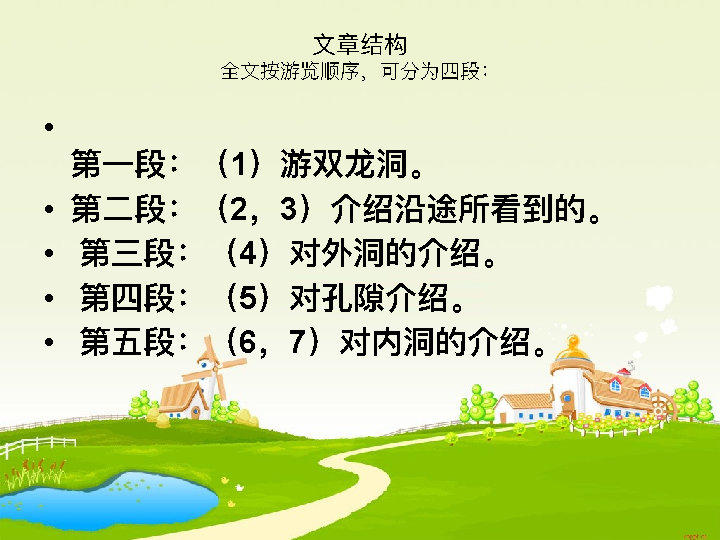 文章结构
全文按游览顺序，可分为四段：
•
第一段：（1）游双龙洞。
• 第二段：（2，3）介绍沿途所看到的。
• 第三段：（4）对外洞的介绍。
• 第四段：（5）对孔隙介绍。
• 第五段：（6，7）对内洞的介绍。